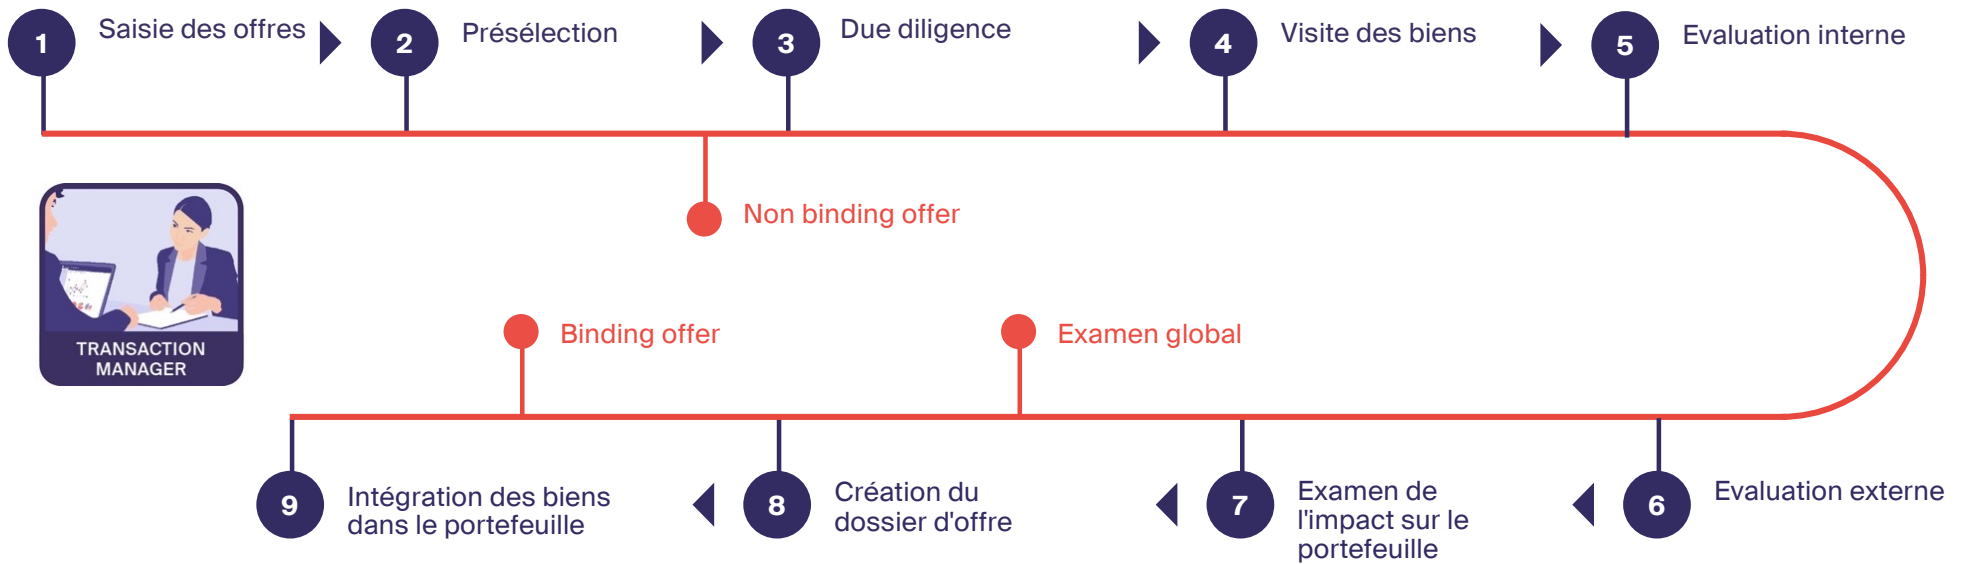 1
Saisie des offres
2
Présélection
3
Due diligence
4
Visite des biens
5
Evaluation interne
Non binding offer
TRANSACTION
MANAGER
Binding offer
Examen global
9
Intégration des biens
dans le portefeuille
8
Création du
dossier d'offre
7
Examen de
l'impact sur le
portefeuille
6
Evaluation externe